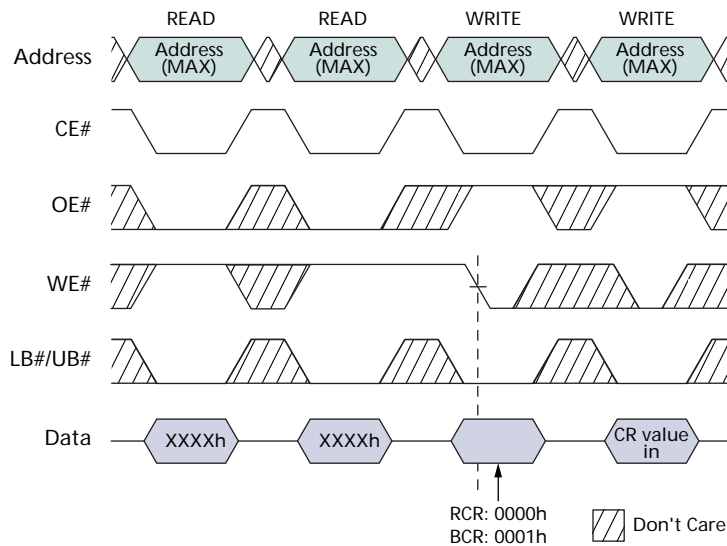 READ READ WRITE WRITE
Address Address (MAX) Address (MAX) Address (MAX) Address (MAX)
CE#
OE#
WE#
LB#/UB#
Data XXXXh XXXXh CR value in
RCR: 0000h
BCR: 0001h
Don't Care